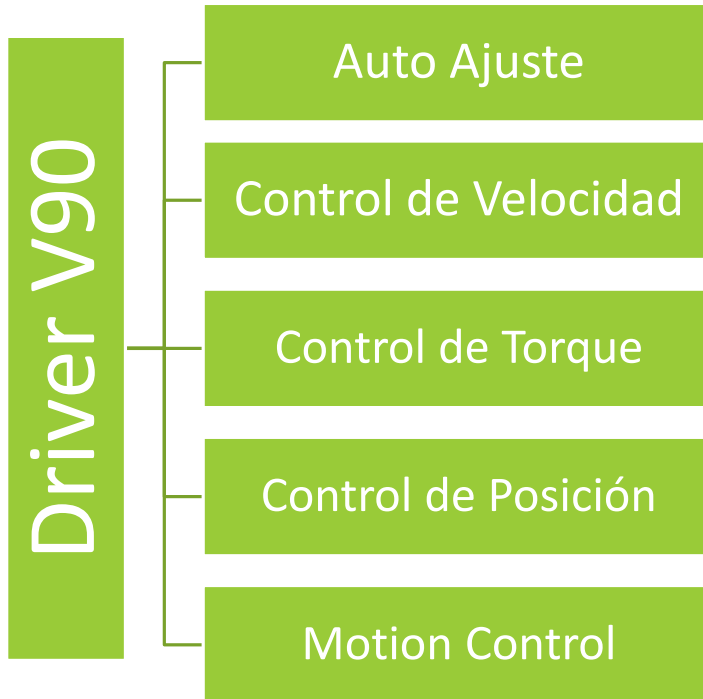 Driver V90
Auto Ajuste
Control de Velocidad
Control de Torque
Control de Posición
Motion Control